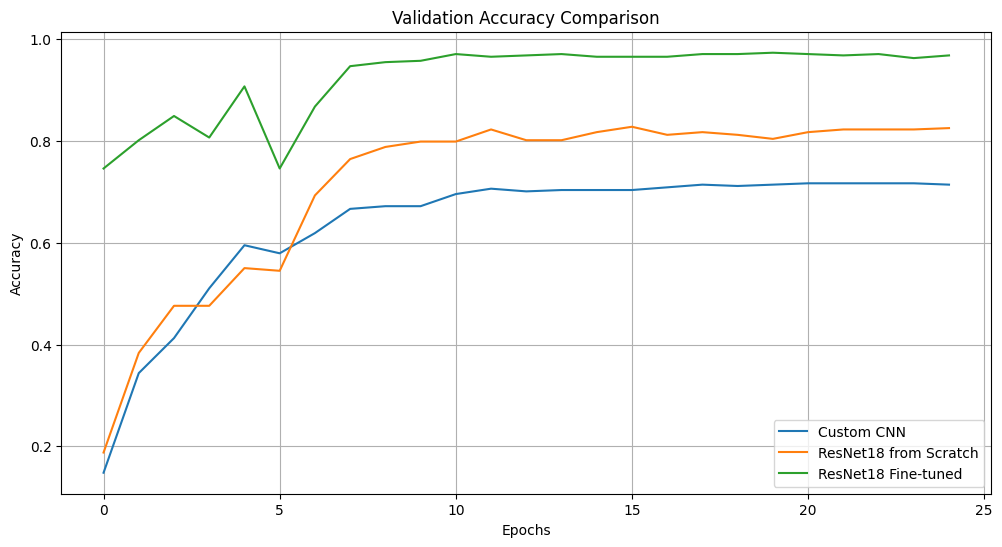 Validation Accuracy Comparison
1.0
0.8
0.6
0.4
0.2
Accuracy
0
5
10
15
20
25
Epochs
Custom CNN
ResNet18 from Scratch
ResNet18 Fine-tuned